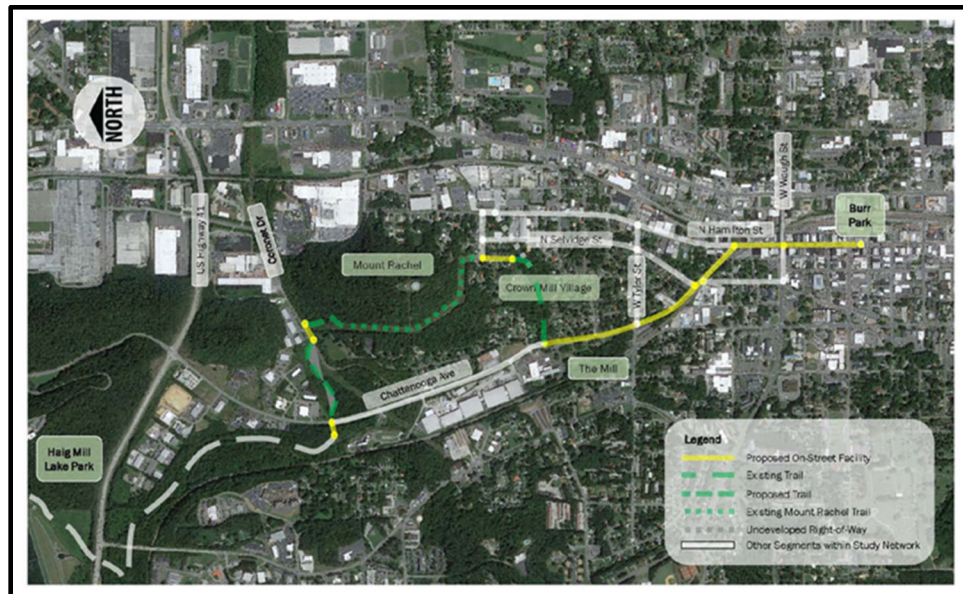 NORTH
US Highway 41
Connector Dr
Mount Rachel
N Selvidge St
Crown Mill Village
W Tyler St
N Hamilton St
W Waugh St
Burr
Park
Chattanooga Ave
The Mill
Haig Mill
Lake Park
Legend
Proposed On-Street Facility
Existing Trail
Proposed Trail
Existing Mount Rachel Trail
Undeveloped Right-of-Way
Other Segments within Study Network